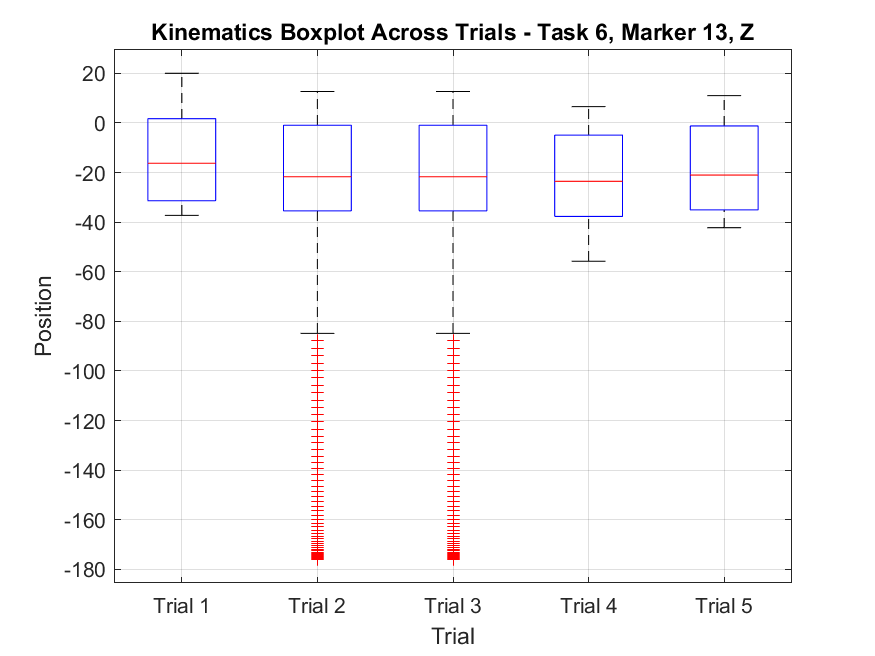 Kinematics Boxplot Across Trials - Task 6, Marker 13, Z
Position
20
0
-20
-40
-60
-80
-100
-120
-140
-160
-180
Trial 1 Trial 2 Trial 3 Trial 4 Trial 5
Trial